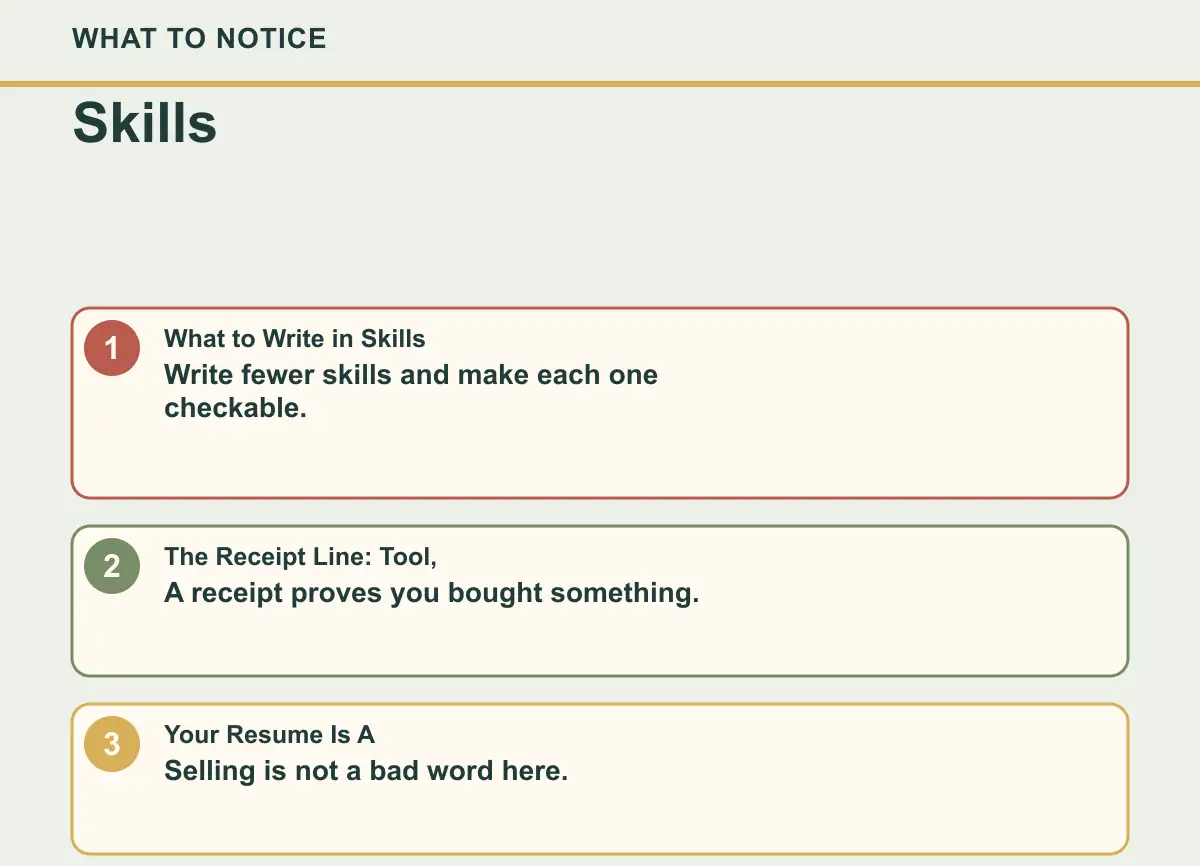 WHAT TO NOTICE
Skills
1
What to Write in Skills
Write fewer skills and make each one
checkable.
2
The Receipt Line: Tool,
A receipt proves you bought something.
3
Your Resume Is A
Selling is not a bad word here.